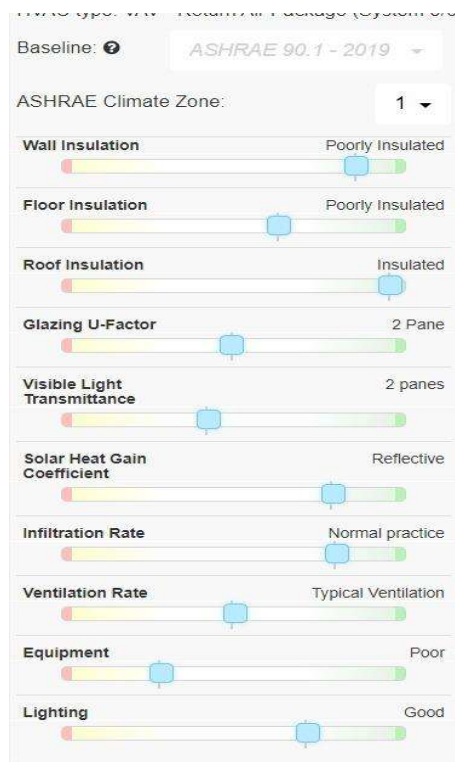 Baseline: ASHRAE 90.1 - 2019
ASHRAE Climate Zone: 1
Wall Insulation Poorly Insulated
Floor Insulation Poorly Insulated
Roof Insulation Insulated
Glazing U-Factor 2 Pane
Visible Light 2 panes
Transmittance
Solar Heat Gain Reflective
Coefficient
Infiltration Rate Normal practice
Ventilation Rate Typical Ventilation
Equipment Poor
Lighting Good